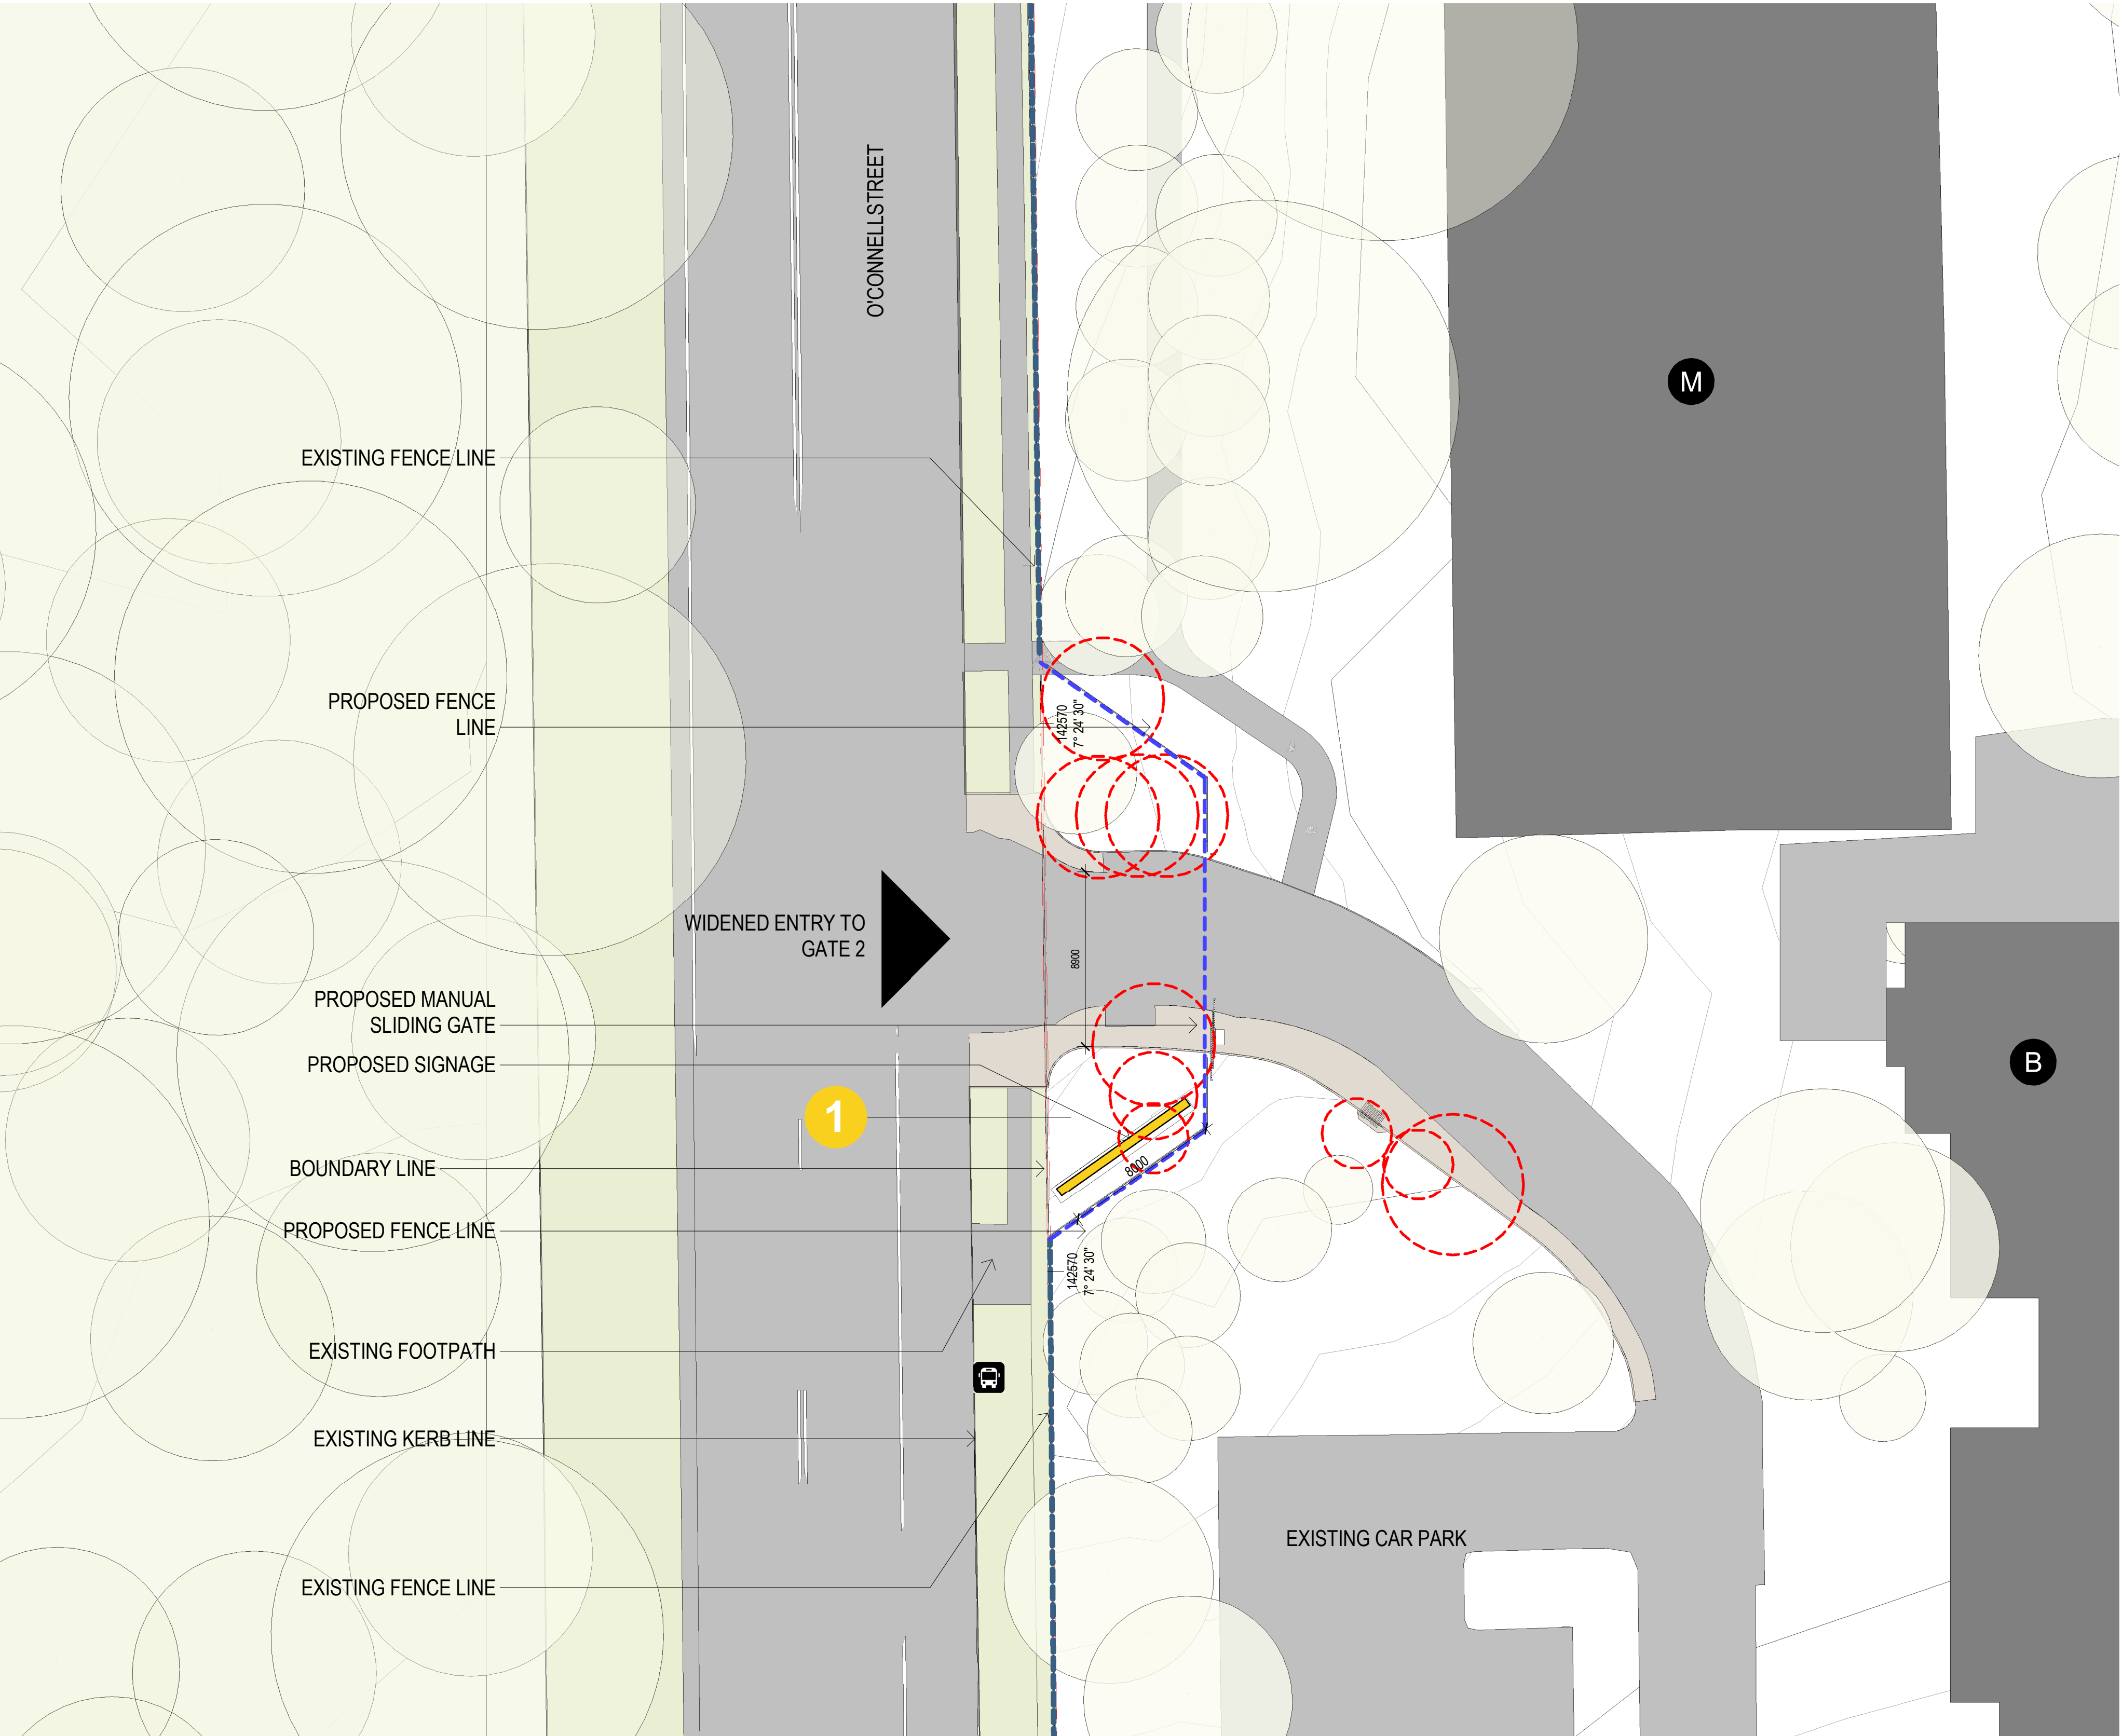 O'CONNELLSTREET
M
EXISTING FENCE LINE
PROPOSED FENCE
LINE
142570
7° 24' 30"
WIDENED ENTRY TO
GATE 2
8900
PROPOSED MANUAL
SLIDING GATE
PROPOSED SIGNAGE
B
1
BOUNDARY LINE
8000
PROPOSED FENCE LINE
142570
7° 24' 30"
EXISTING FOOTPATH
EXISTING KERB LINE
EXISTING CAR PARK
EXISTING FENCE LINE